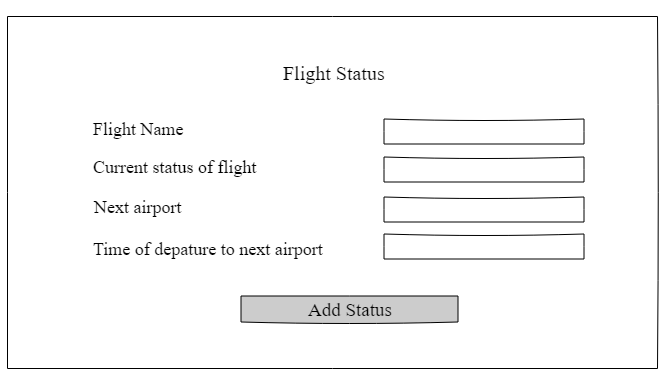 Flight Status
Flight Name
Current status of flight
Next airport
Time of depature to next airport
Add Status